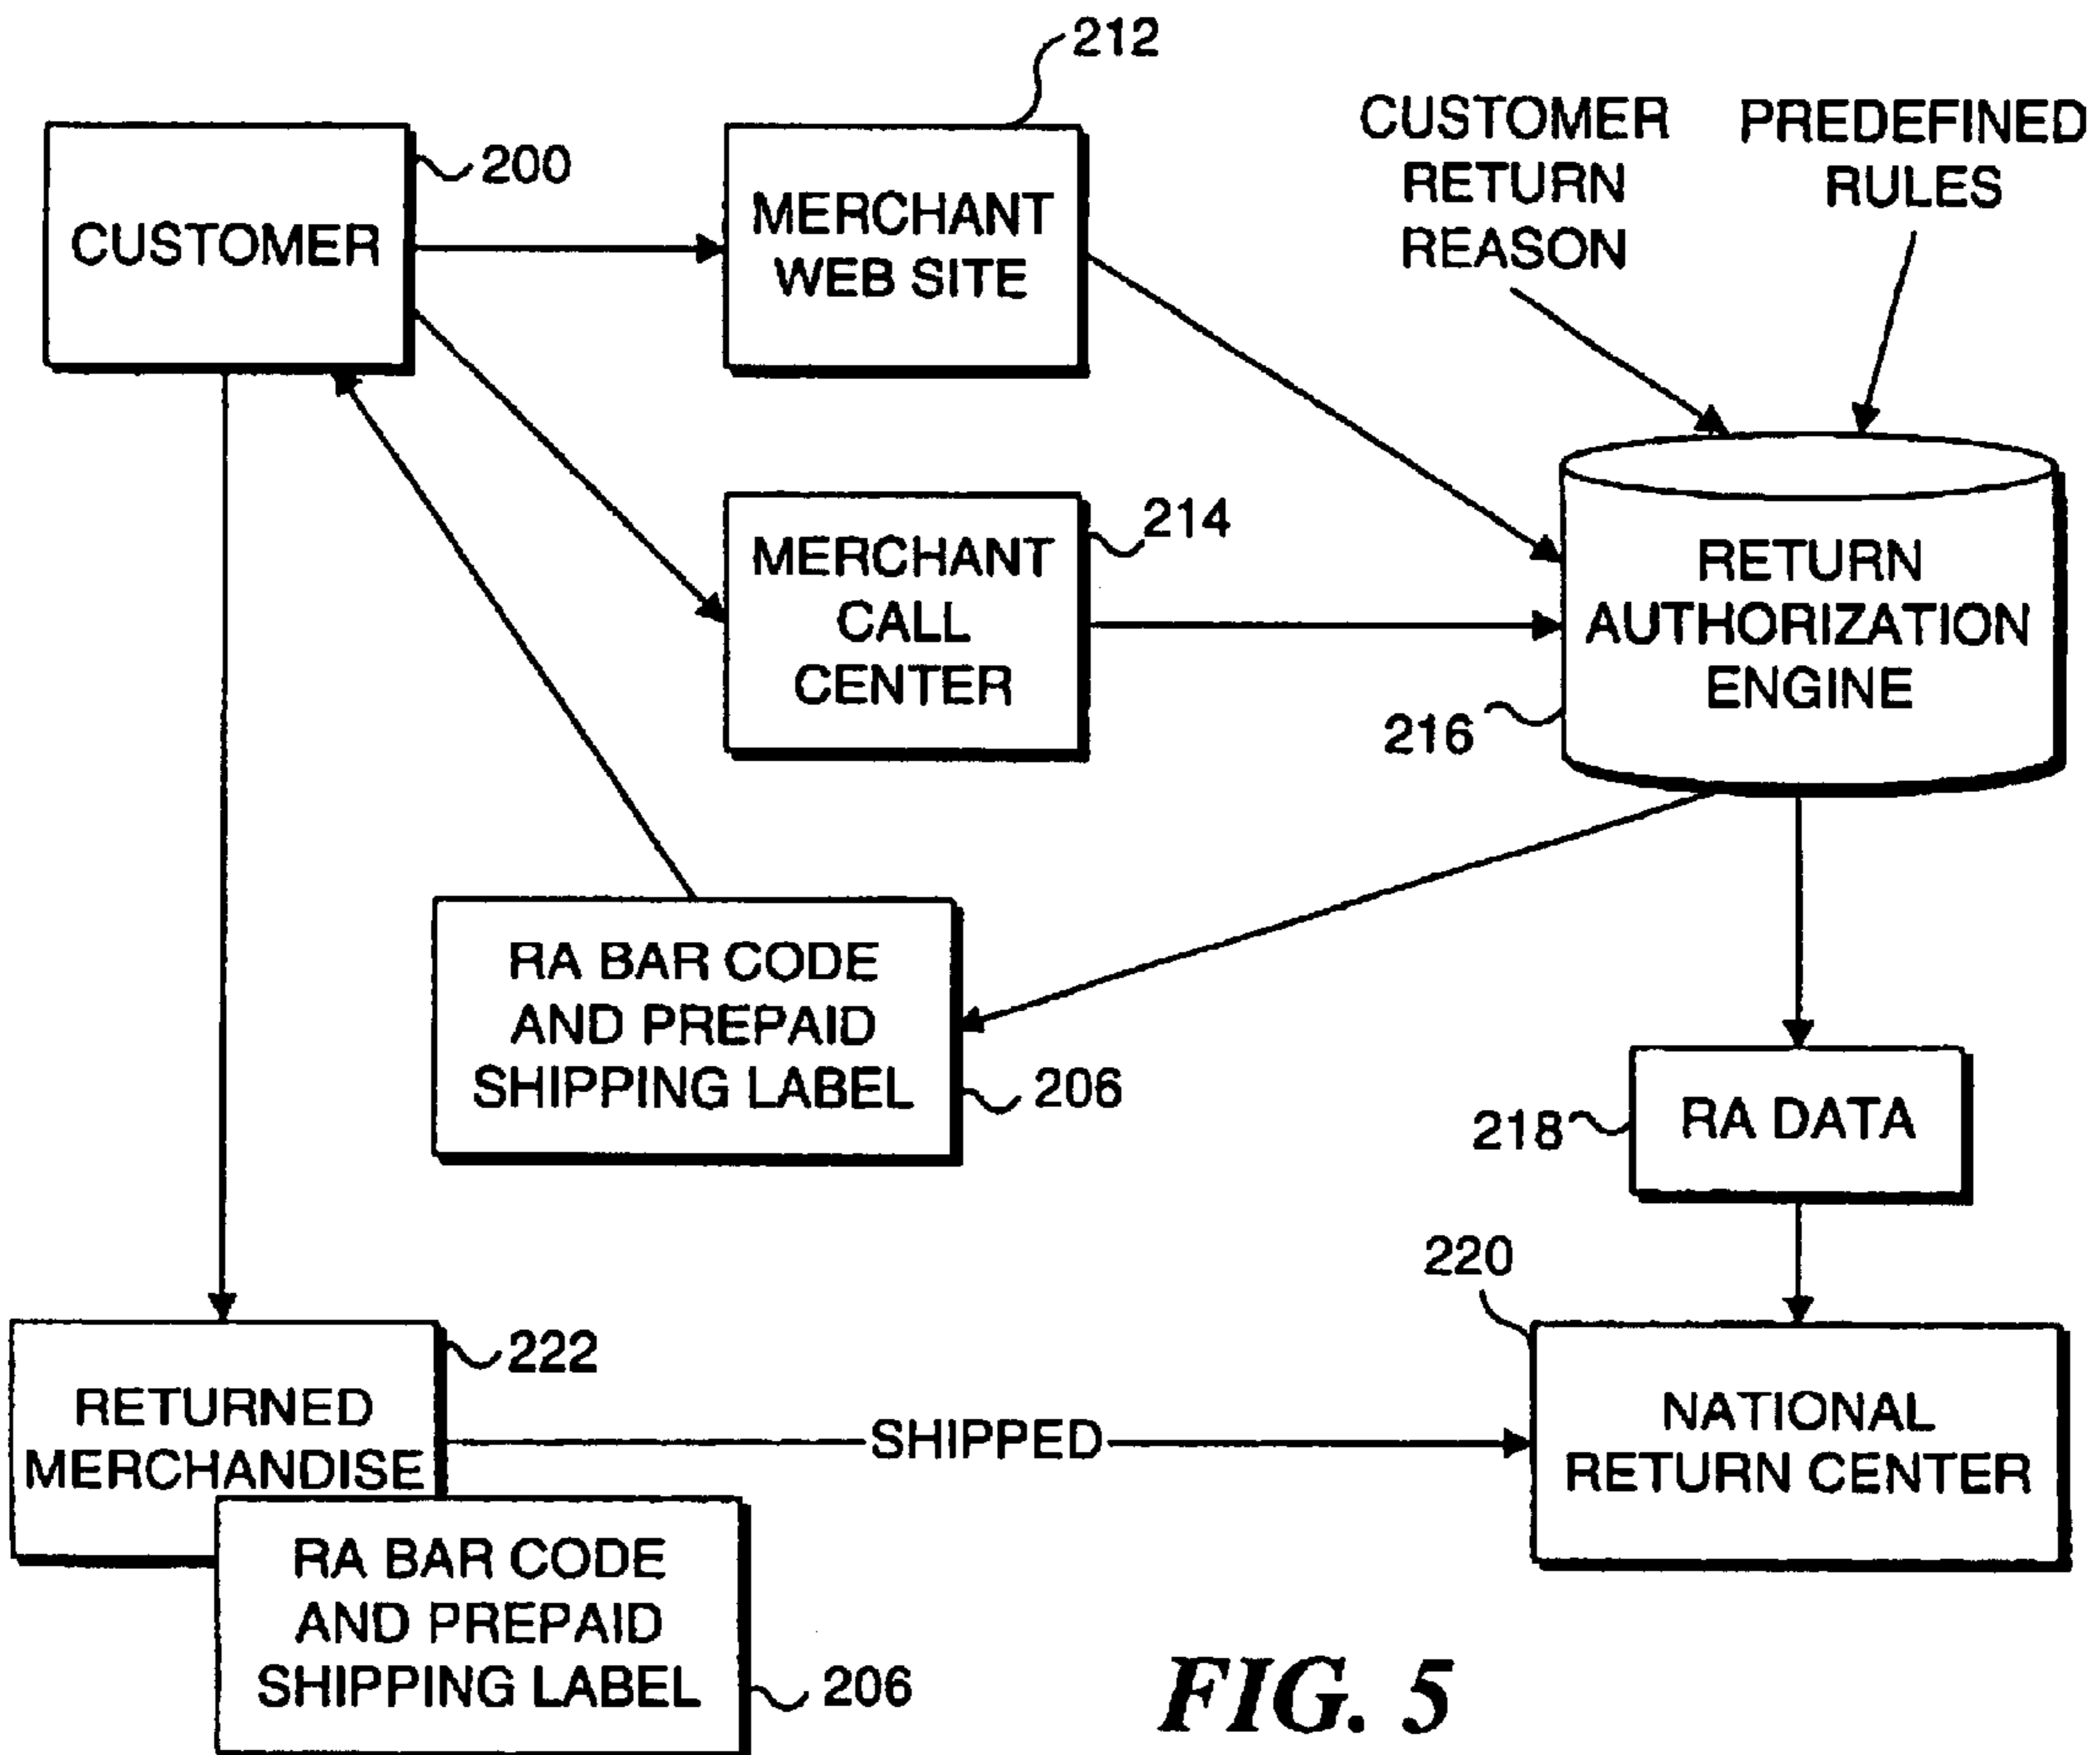 212
CUSTOMER
RETURN
REASON
PREDEFINED
RULES
200
CUSTOMER
MERCHANT
WEB SITE
214
MERCHANT
CALL
CENTER
RETURN
AUTHORIZATION
ENGINE
216
RA BAR CODE
AND PREPAID
SHIPPING LABEL
206
218
RA DATA
220
222
RETURNED
MERCHANDISE
SHIPPED
NATIONAL
RETURN CENTER
RA BAR CODE
AND PREPAID
SHIPPING LABEL
206
FIG. 5